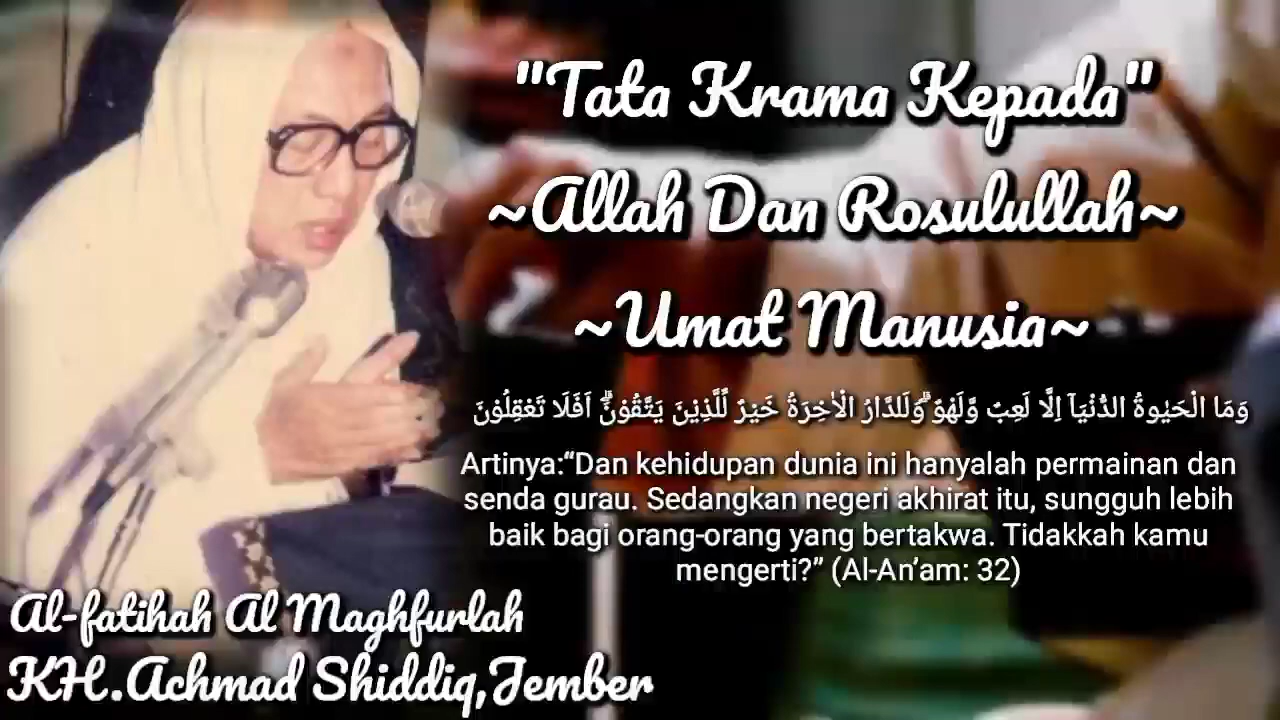 "Tata Krama Kepada"
~Allah Dan Rosulullah~
~Umat Manusia~
وَمَا الْحَيٰوةُ الدُّنْيَآ اِلَّا لَعِبٌ وَّلَهْوٌ ۗوَلَلدَّارُ الْاٰخِرَةُ خَيْرٌ لِّلَّذِيْنَ يَتَّقُوْنَۗ اَفَلَا تَعْقِلُوْنَ
Artinya:“Dan kehidupan dunia ini hanyalah permainan dan
senda gurau. Sedangkan negeri akhirat itu, sungguh lebih
baik bagi orang-orang yang bertakwa. Tidakkah kamu
mengerti?” (Al-An’am: 32)
Al-fatihah Al Maghfurlah
KH.Achmad Shiddiq,Jember